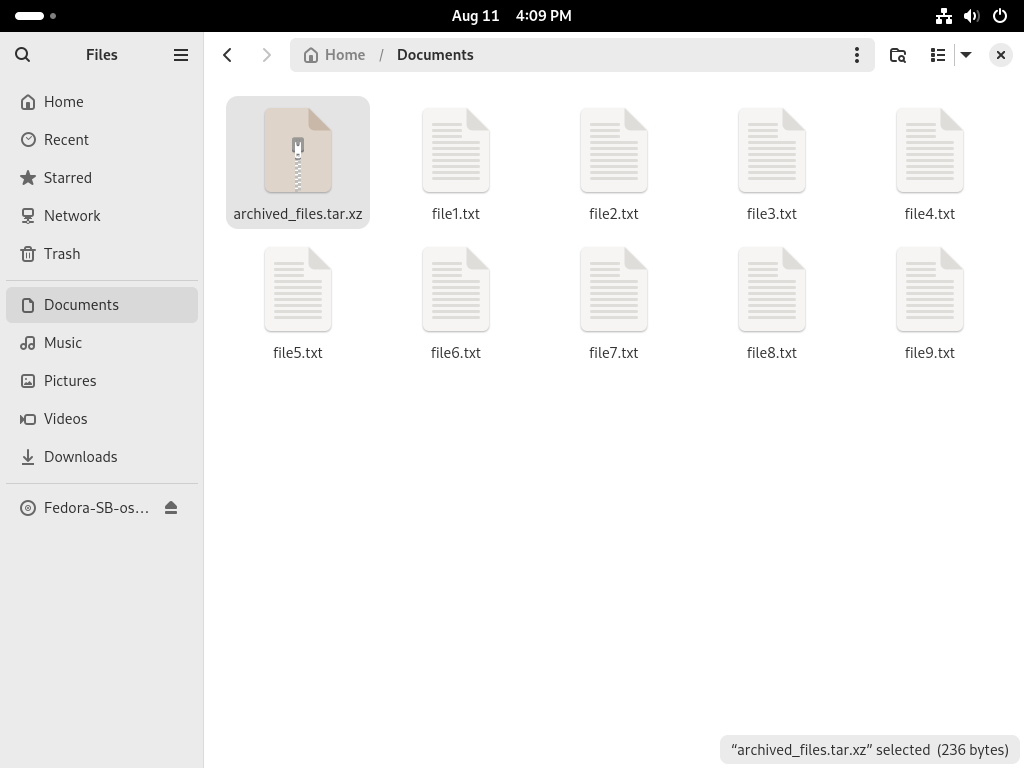 Aug 11 4:09 PM
Files
Home / Documents
Home
Recent
Starred
Network
Trash
Documents
Music
Pictures
Videos
Downloads
Fedora-SB-os…
archived_files.tar.xz
file1.txt
file2.txt
file3.txt
file4.txt
file5.txt
file6.txt
file7.txt
file8.txt
file9.txt
“archived_files.tar.xz” selected (236 bytes)